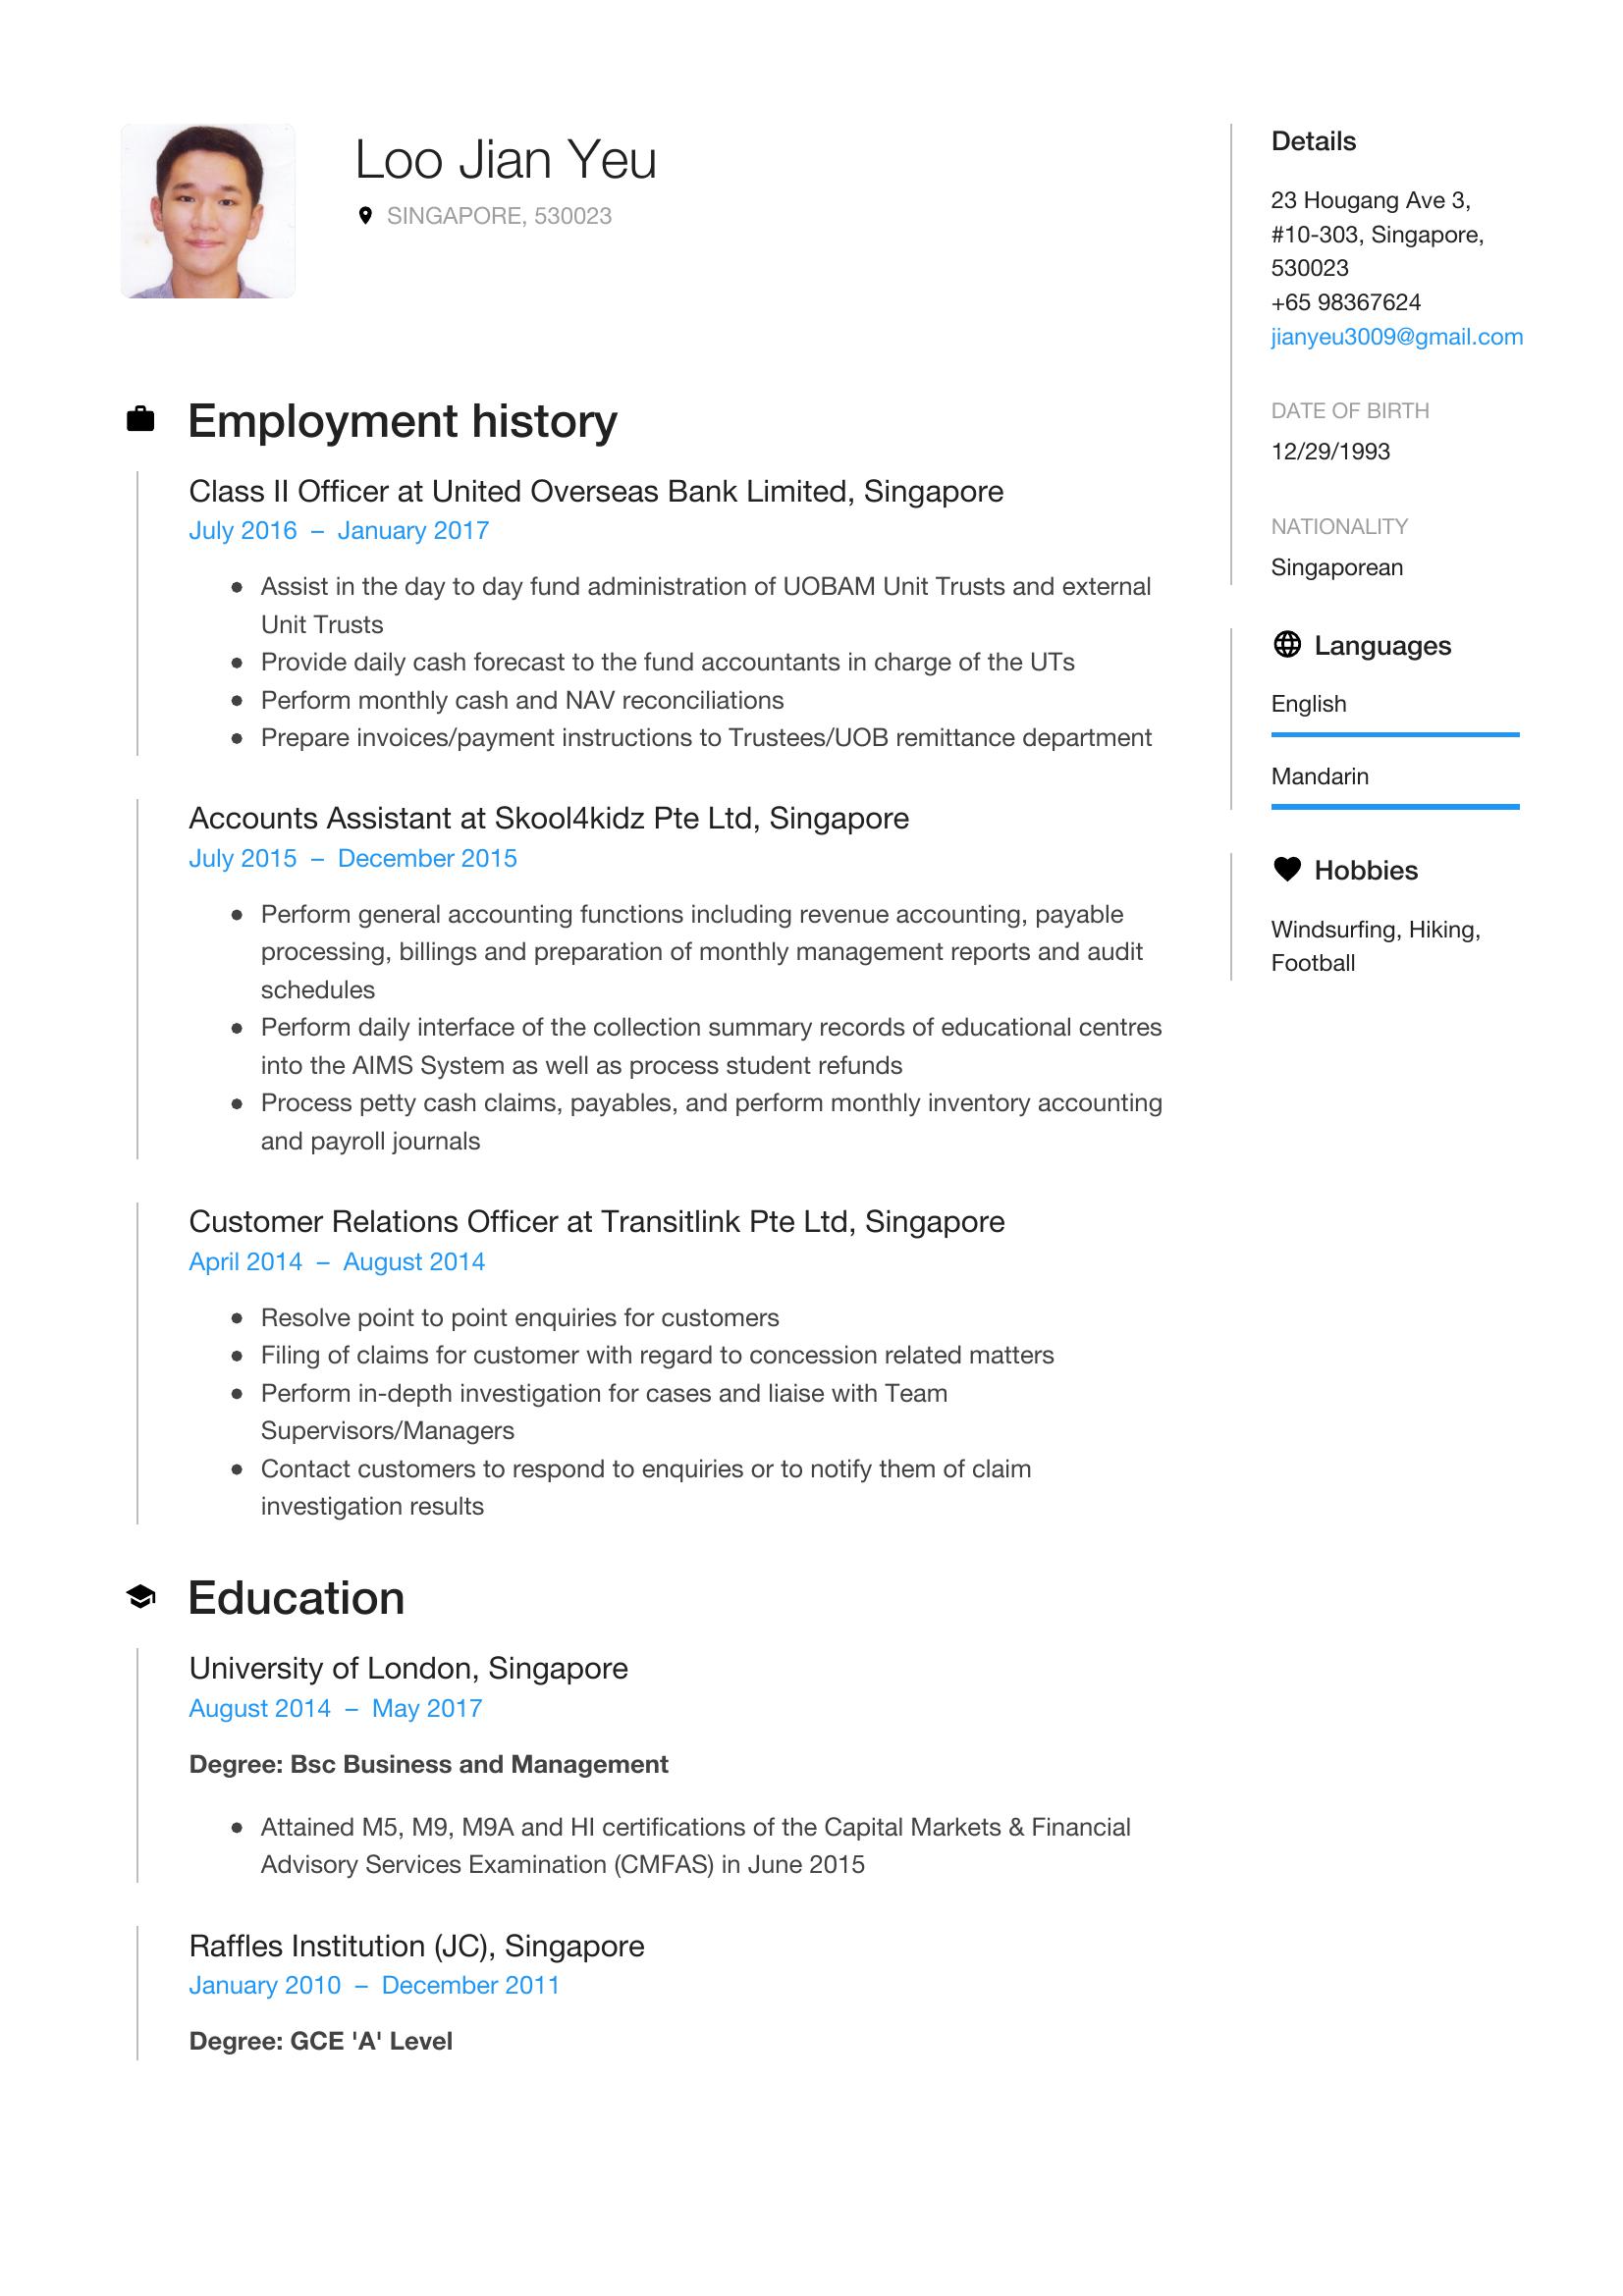 Loo Jian Yeu
SINGAPORE, 530023
Employment history
Class II Officer at United Overseas Bank Limited, Singapore
July 2016 – January 2017
● Assist in the day to day fund administration of UOBAM Unit Trusts and external
Unit Trusts
● Provide daily cash forecast to the fund accountants in charge of the UTs
● Perform monthly cash and NAV reconciliations
● Prepare invoices/payment instructions to Trustees/UOB remittance department
Accounts Assistant at Skool4kidz Pte Ltd, Singapore
July 2015 – December 2015
● Perform general accounting functions including revenue accounting, payable
processing, billings and preparation of monthly management reports and audit
schedules
● Perform daily interface of the collection summary records of educational centres
into the AIMS System as well as process student refunds
● Process petty cash claims, payables, and perform monthly inventory accounting
and payroll journals
Customer Relations Officer at Transitlink Pte Ltd, Singapore
April 2014 – August 2014
● Resolve point to point enquiries for customers
● Filing of claims for customer with regard to concession related matters
● Perform in-depth investigation for cases and liaise with Team
Supervisors/Managers
● Contact customers to respond to enquiries or to notify them of claim
investigation results
Education
University of London, Singapore
August 2014 – May 2017
Degree: Bsc Business and Management
● Attained M5, M9, M9A and HI certifications of the Capital Markets & Financial
Advisory Services Examination (CMFAS) in June 2015
Raffles Institution (JC), Singapore
January 2010 – December 2011
Degree: GCE 'A' Level
Details
23 Hougang Ave 3,
#10-303, Singapore,
530023
+65 98367624
jianyeu3009@gmail.com
DATE OF BIRTH
12/29/1993
NATIONALITY
Singaporean
Languages
English
Mandarin
Hobbies
Windsurfing, Hiking,
Football